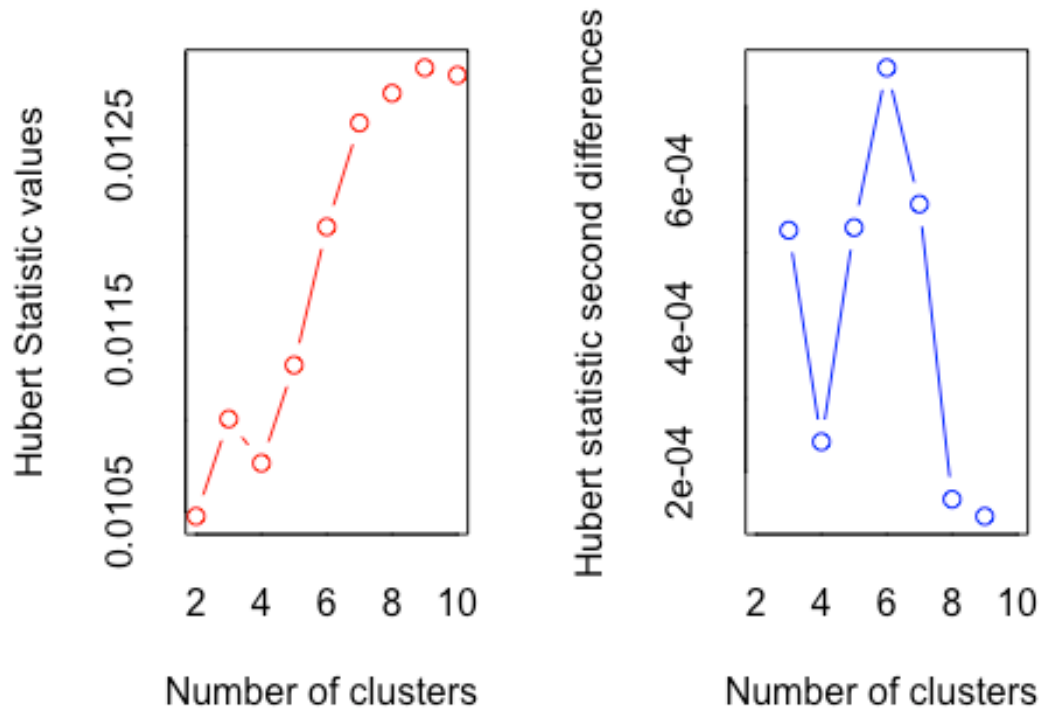 Hubert Statistic values
0.0105
0.0115
0.0125
2 4 6 8 10
Number of clusters
Hubert statistic second differences
2e-04
4e-04
6e-04
2 4 6 8 10
Number of clusters